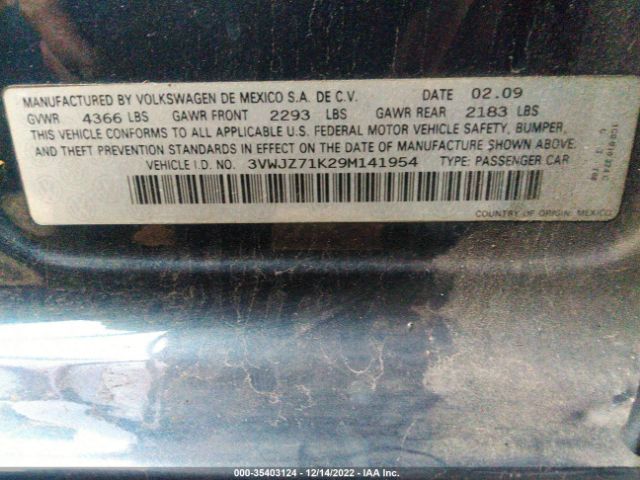 MANUFACTURED BY VOLKSWAGEN DE MEXICO S.A. DE C.V. DATE 02.09
GVWR 4366 LBS GAWR FRONT 2293 LBS GAWR REAR 2183 LBS
THIS VEHICLE CONFORMS TO ALL APPLICABLE U.S. FEDERAL MOTOR VEHICLE SAFETY, BUMPER,
AND THEFT PREVENTION STANDARDS IN EFFECT ON THE DATE OF MANUFACTURE SHOWN ABOVE.
VEHICLE I.D. NO. 3VWJZ71K29M141954 TYPE: PASSENGER CAR
COUNTRY OF ORIGIN: MEXICO
000-35403124 - 12/14/2022 - IAA Inc.